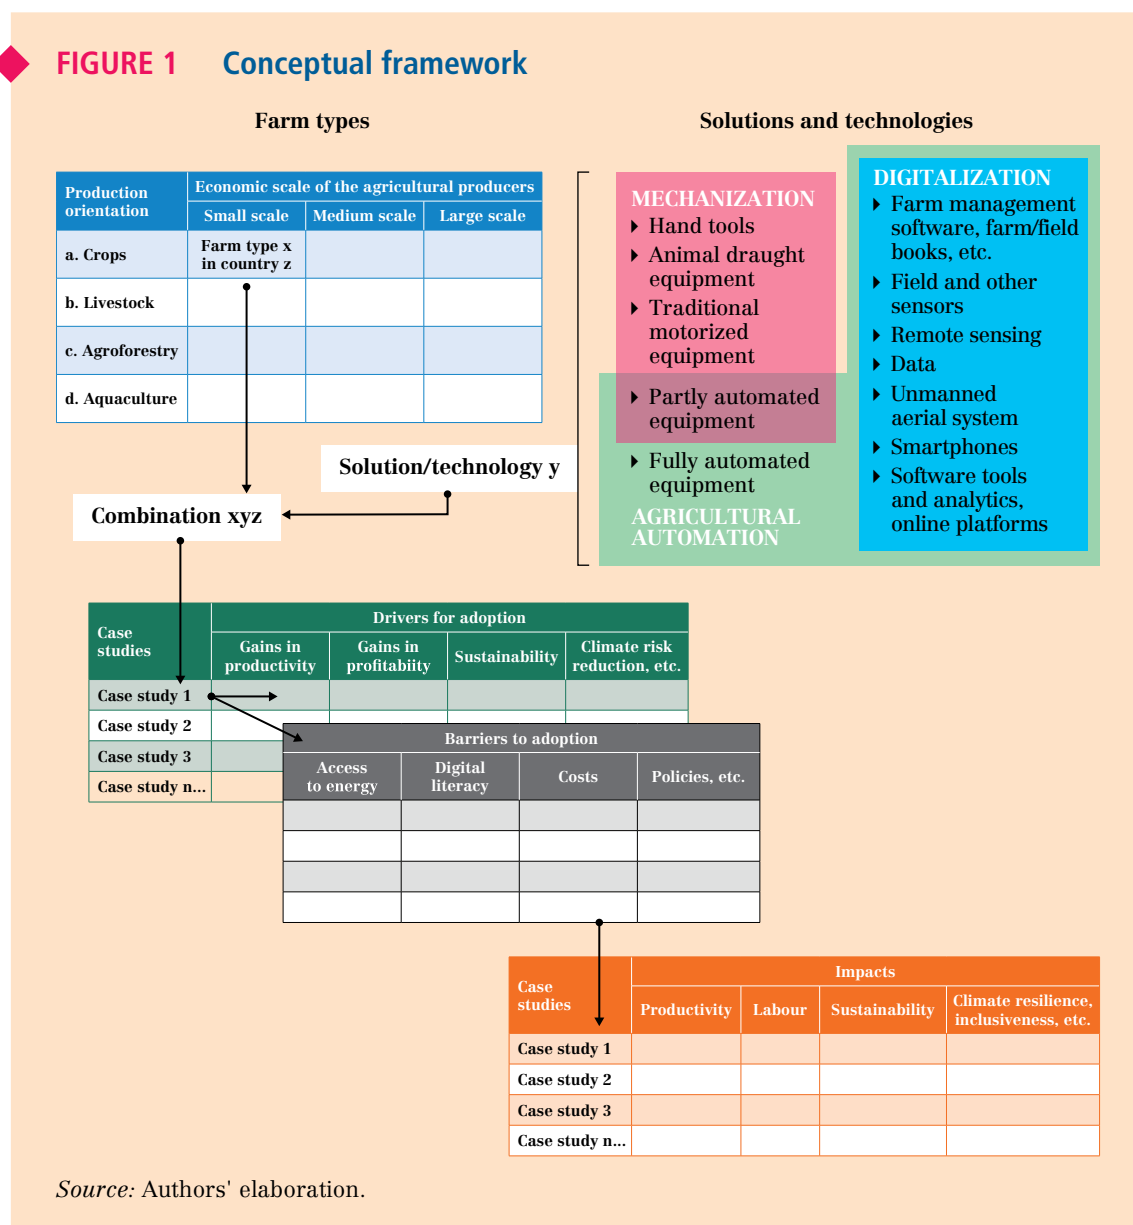 FIGURE 1 Conceptual framework
Farm types
Production
orientation
Economic scale of the agricultural producers
Small scale Medium scale Large scale
a. Crops
Farm type x
in country z
b. Livestock
c. Agroforestry
d. Aquaculture
Solutions and technologies
MECHANIZATION
Hand tools
Animal draught
equipment
Traditional
motorized
equipment
Partly automated
equipment
Fully automated
equipment
AGRICULTURAL
AUTOMATION
DIGITALIZATION
Farm management
software, farm/field
books, etc.
Field and other
sensors
Remote sensing
Data
Unmanned
aerial system
Smartphones
Software tools
and analytics,
online platforms
Solution/technology y
Combination xyz
Case
studies
Drivers for adoption
Gains in
productivity
Gains in
profitabiity
Sustainability
Climate risk
reduction, etc.
Case study 1
Case study 2
Case study 3
Case study n...
Barriers to adoption
Access
to energy
Digital
literacy
Costs
Policies, etc.
Case
studies
Impacts
Productivity
Labour
Sustainability
Climate resilience,
inclusiveness, etc.
Case study 1
Case study 2
Case study 3
Case study n...
Source: Authors' elaboration.